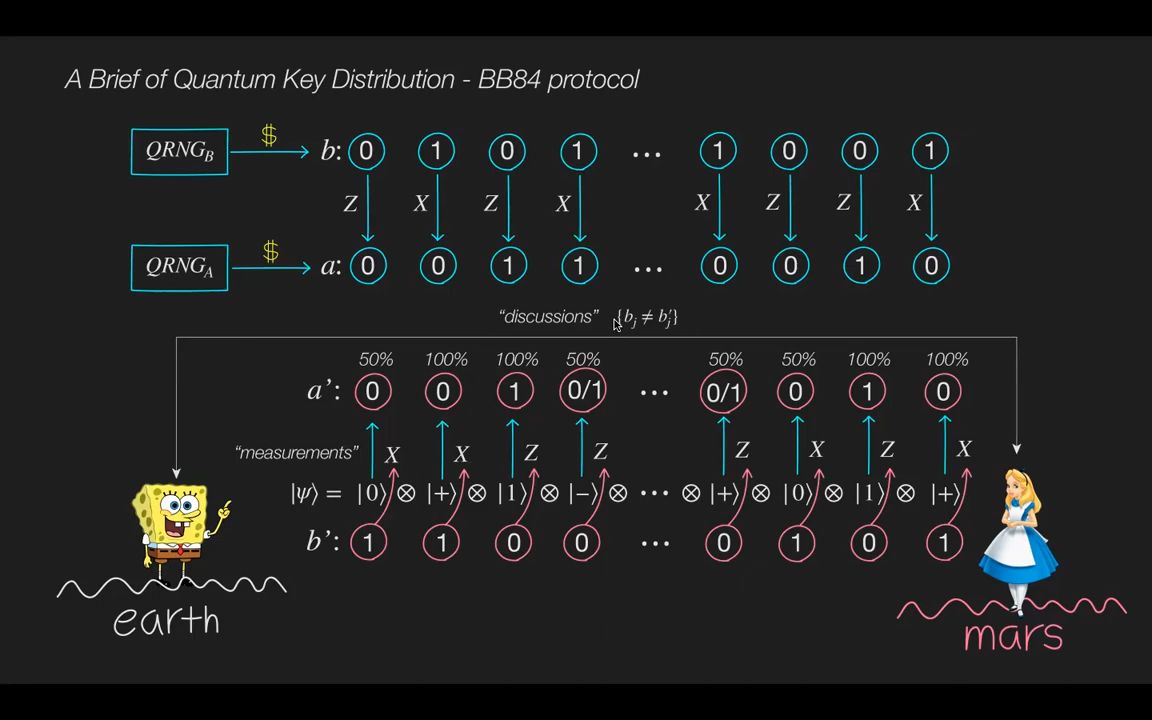 A Brief of Quantum Key Distribution - BB84 protocol
QRNG_B $ b: 0 1 0 1 ... 1 0 0 1
Z X Z X X Z Z X
QRNG_A $ a: 0 0 1 1 ... 0 0 1 0
“discussions” {b_j ≠ b'_j}
50% 100% 100% 50% 50% 50% 100% 100%
a’: 0 0 1 0/1 ... 0/1 0 1 0
“measurements” X X Z Z Z X Z X
|ψ⟩ = |0⟩ ⊗ |+⟩ ⊗ |1⟩ ⊗ |−⟩ ⊗ ⋯ ⊗ |+⟩ ⊗ |0⟩ ⊗ |1⟩ ⊗ |+⟩
b’: 1 1 0 0 ... 0 1 0 1
earth
mars